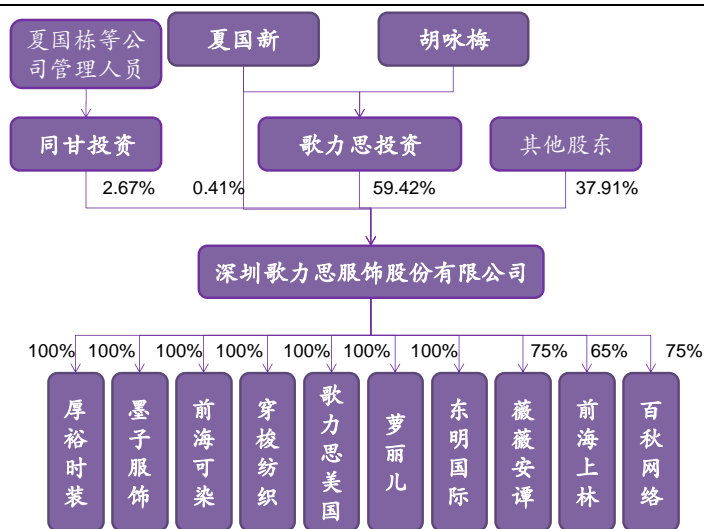 夏国栋等公
司管理人员
夏国新
胡咏梅
同甘投资
歌力思投资
其他股东
2.67%
0.41%
59.42%
37.91%
深圳歌力思服饰股份有限公司
100%
100%
100%
100%
100%
100%
100%
75%
65%
75%
厚裕时装
墨子服饰
前海可染
穿梭纺织
歌力思美国
萝丽儿
东明国际
薇薇安谭
前海上林
百秋网络